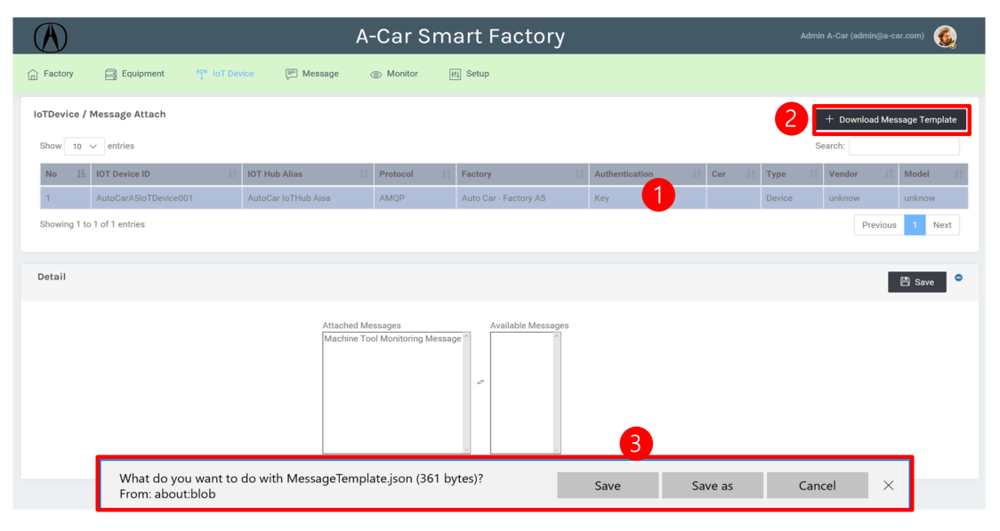 A-Car Smart Factory
Admin A-Car (admin@a-car.com)
Factory Equipment IoT Device Message Monitor Setup
IoTDevice / Message Attach
2
+ Download Message Template
Show 10 entries
Search:
No IOT Device ID IOT Hub Alias Protocol Factory Authentication Cer Type Vendor Model
1 AutoCarA5IoTDevice001 AutoCar IoTHub Aisa AMQP Auto Car - Factory A5 Key Device unknow unknow
1
Showing 1 to 1 of 1 entries
Previous 1 Next
Detail
Save
Attached Messages Available Messages
Machine Tool Monitoring Message
3
What do you want to do with MessageTemplate.json (361 bytes)?
From: about:blob
Save Save as Cancel